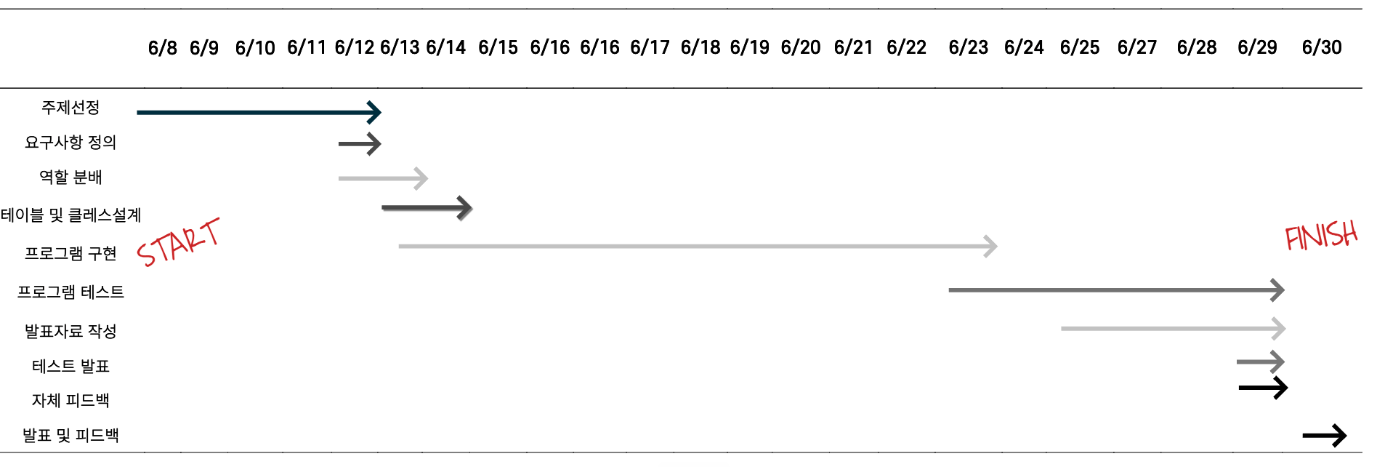 6/8 6/9 6/10 6/11 6/12 6/13 6/14 6/15 6/16 6/16 6/17 6/18 6/19 6/20 6/21 6/22 6/23 6/24 6/25 6/27 6/28 6/29 6/30
주제선정
요구사항 정의
역할 분배
테이블 및 클레스설계
START
FINISH
프로그램 구현
프로그램 테스트
발표자료 작성
테스트 발표
자체 피드백
발표 및 피드백